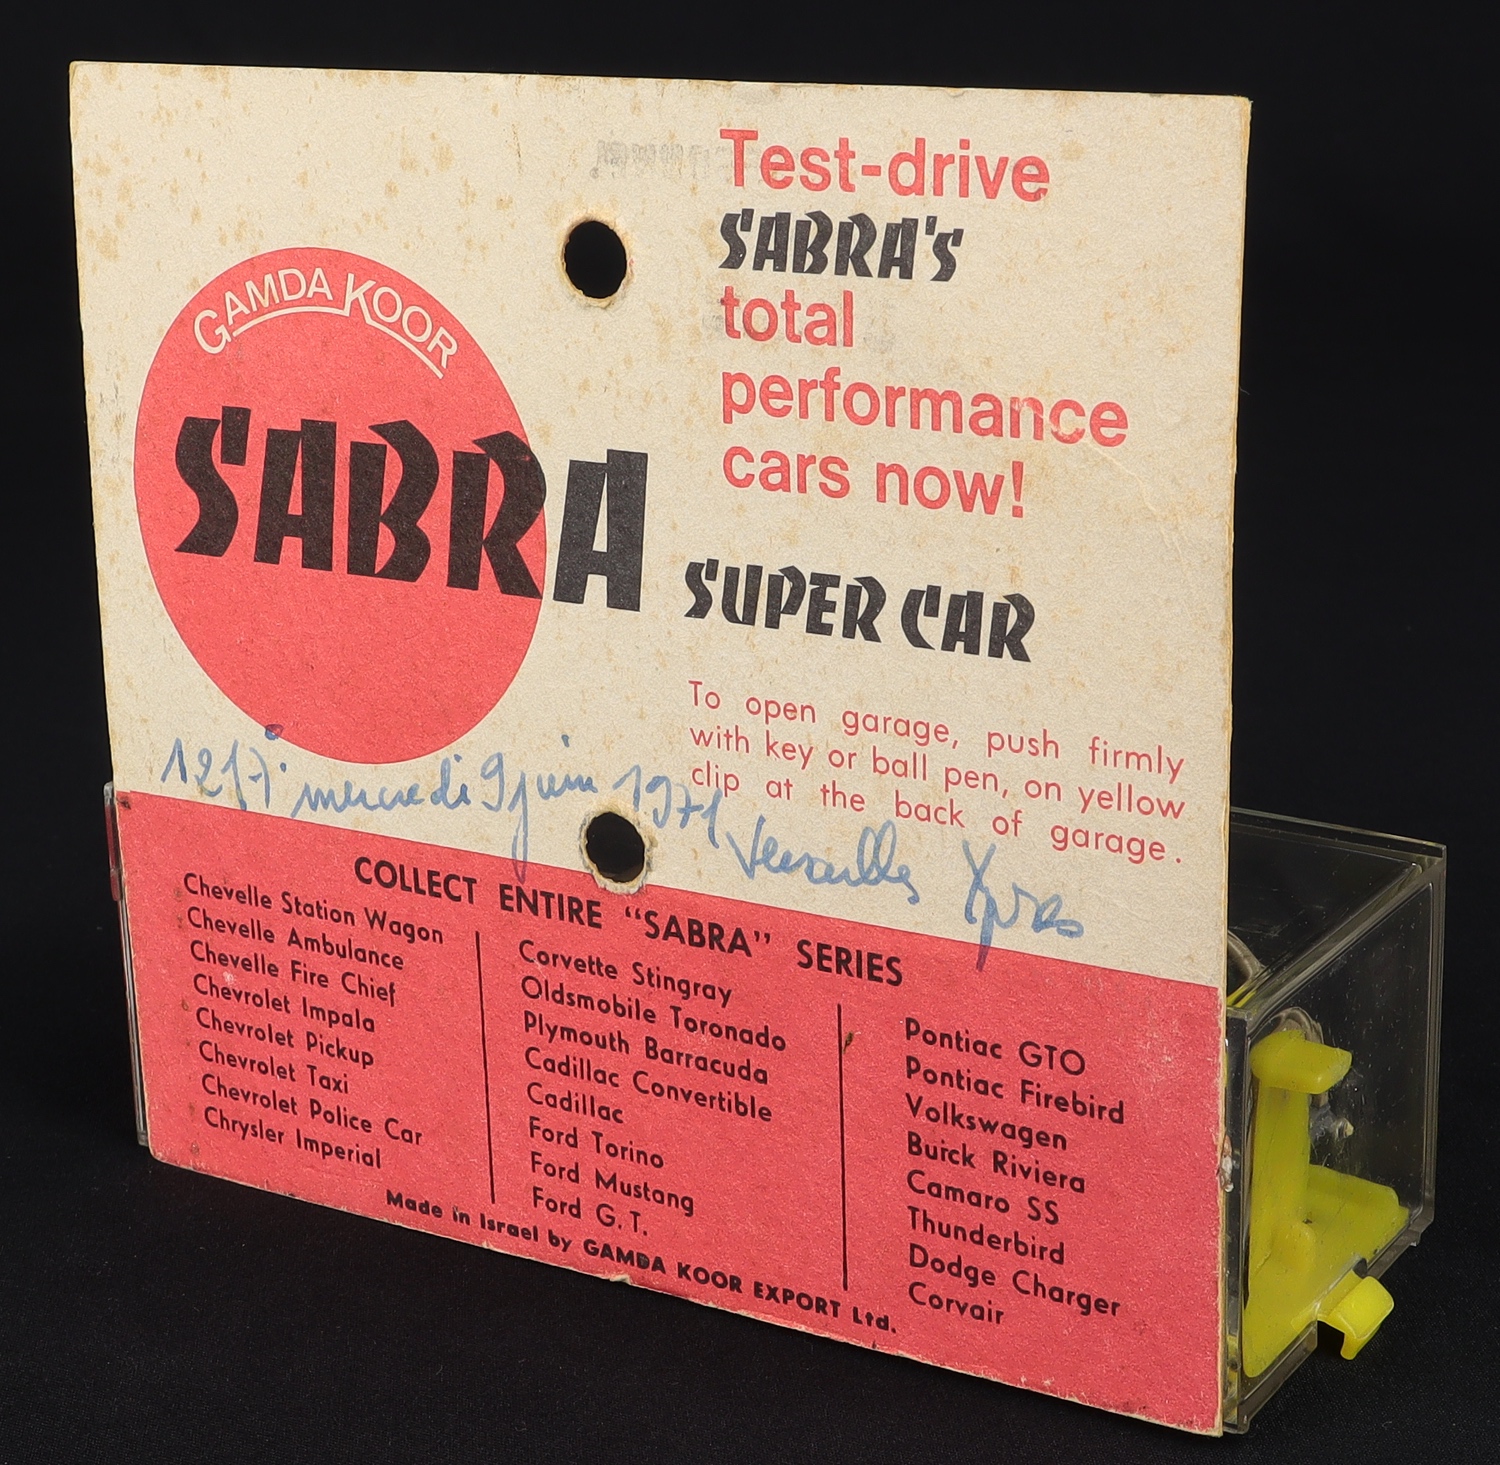 Test-drive
SABRA'S
total
performance
cars now!
GAMDA KOOR
SABRA
SUPER CAR
To open garage, push firmly
with key or ball pen, on yellow
clip at the back of garage.
mercredi 9 juin 1971 Versailles
COLLECT ENTIRE "SABRA" SERIES
Chevelle Station Wagon
Chevelle Ambulance
Chevelle Fire Chief
Chevrolet Impala
Chevrolet Pickup
Chevrolet Taxi
Chevrolet Police Car
Chrysler Imperial
Corvette Stingray
Oldsmobile Toronado
Plymouth Barracuda
Cadillac Convertible
Cadillac
Ford Torino
Ford Mustang
Ford G.T.
Pontiac GTO
Pontiac Firebird
Volkswagen
Buick Riviera
Camaro SS
Thunderbird
Dodge Charger
Corvair
Made in Israel by GAMDA KOOR EXPORT Ltd.